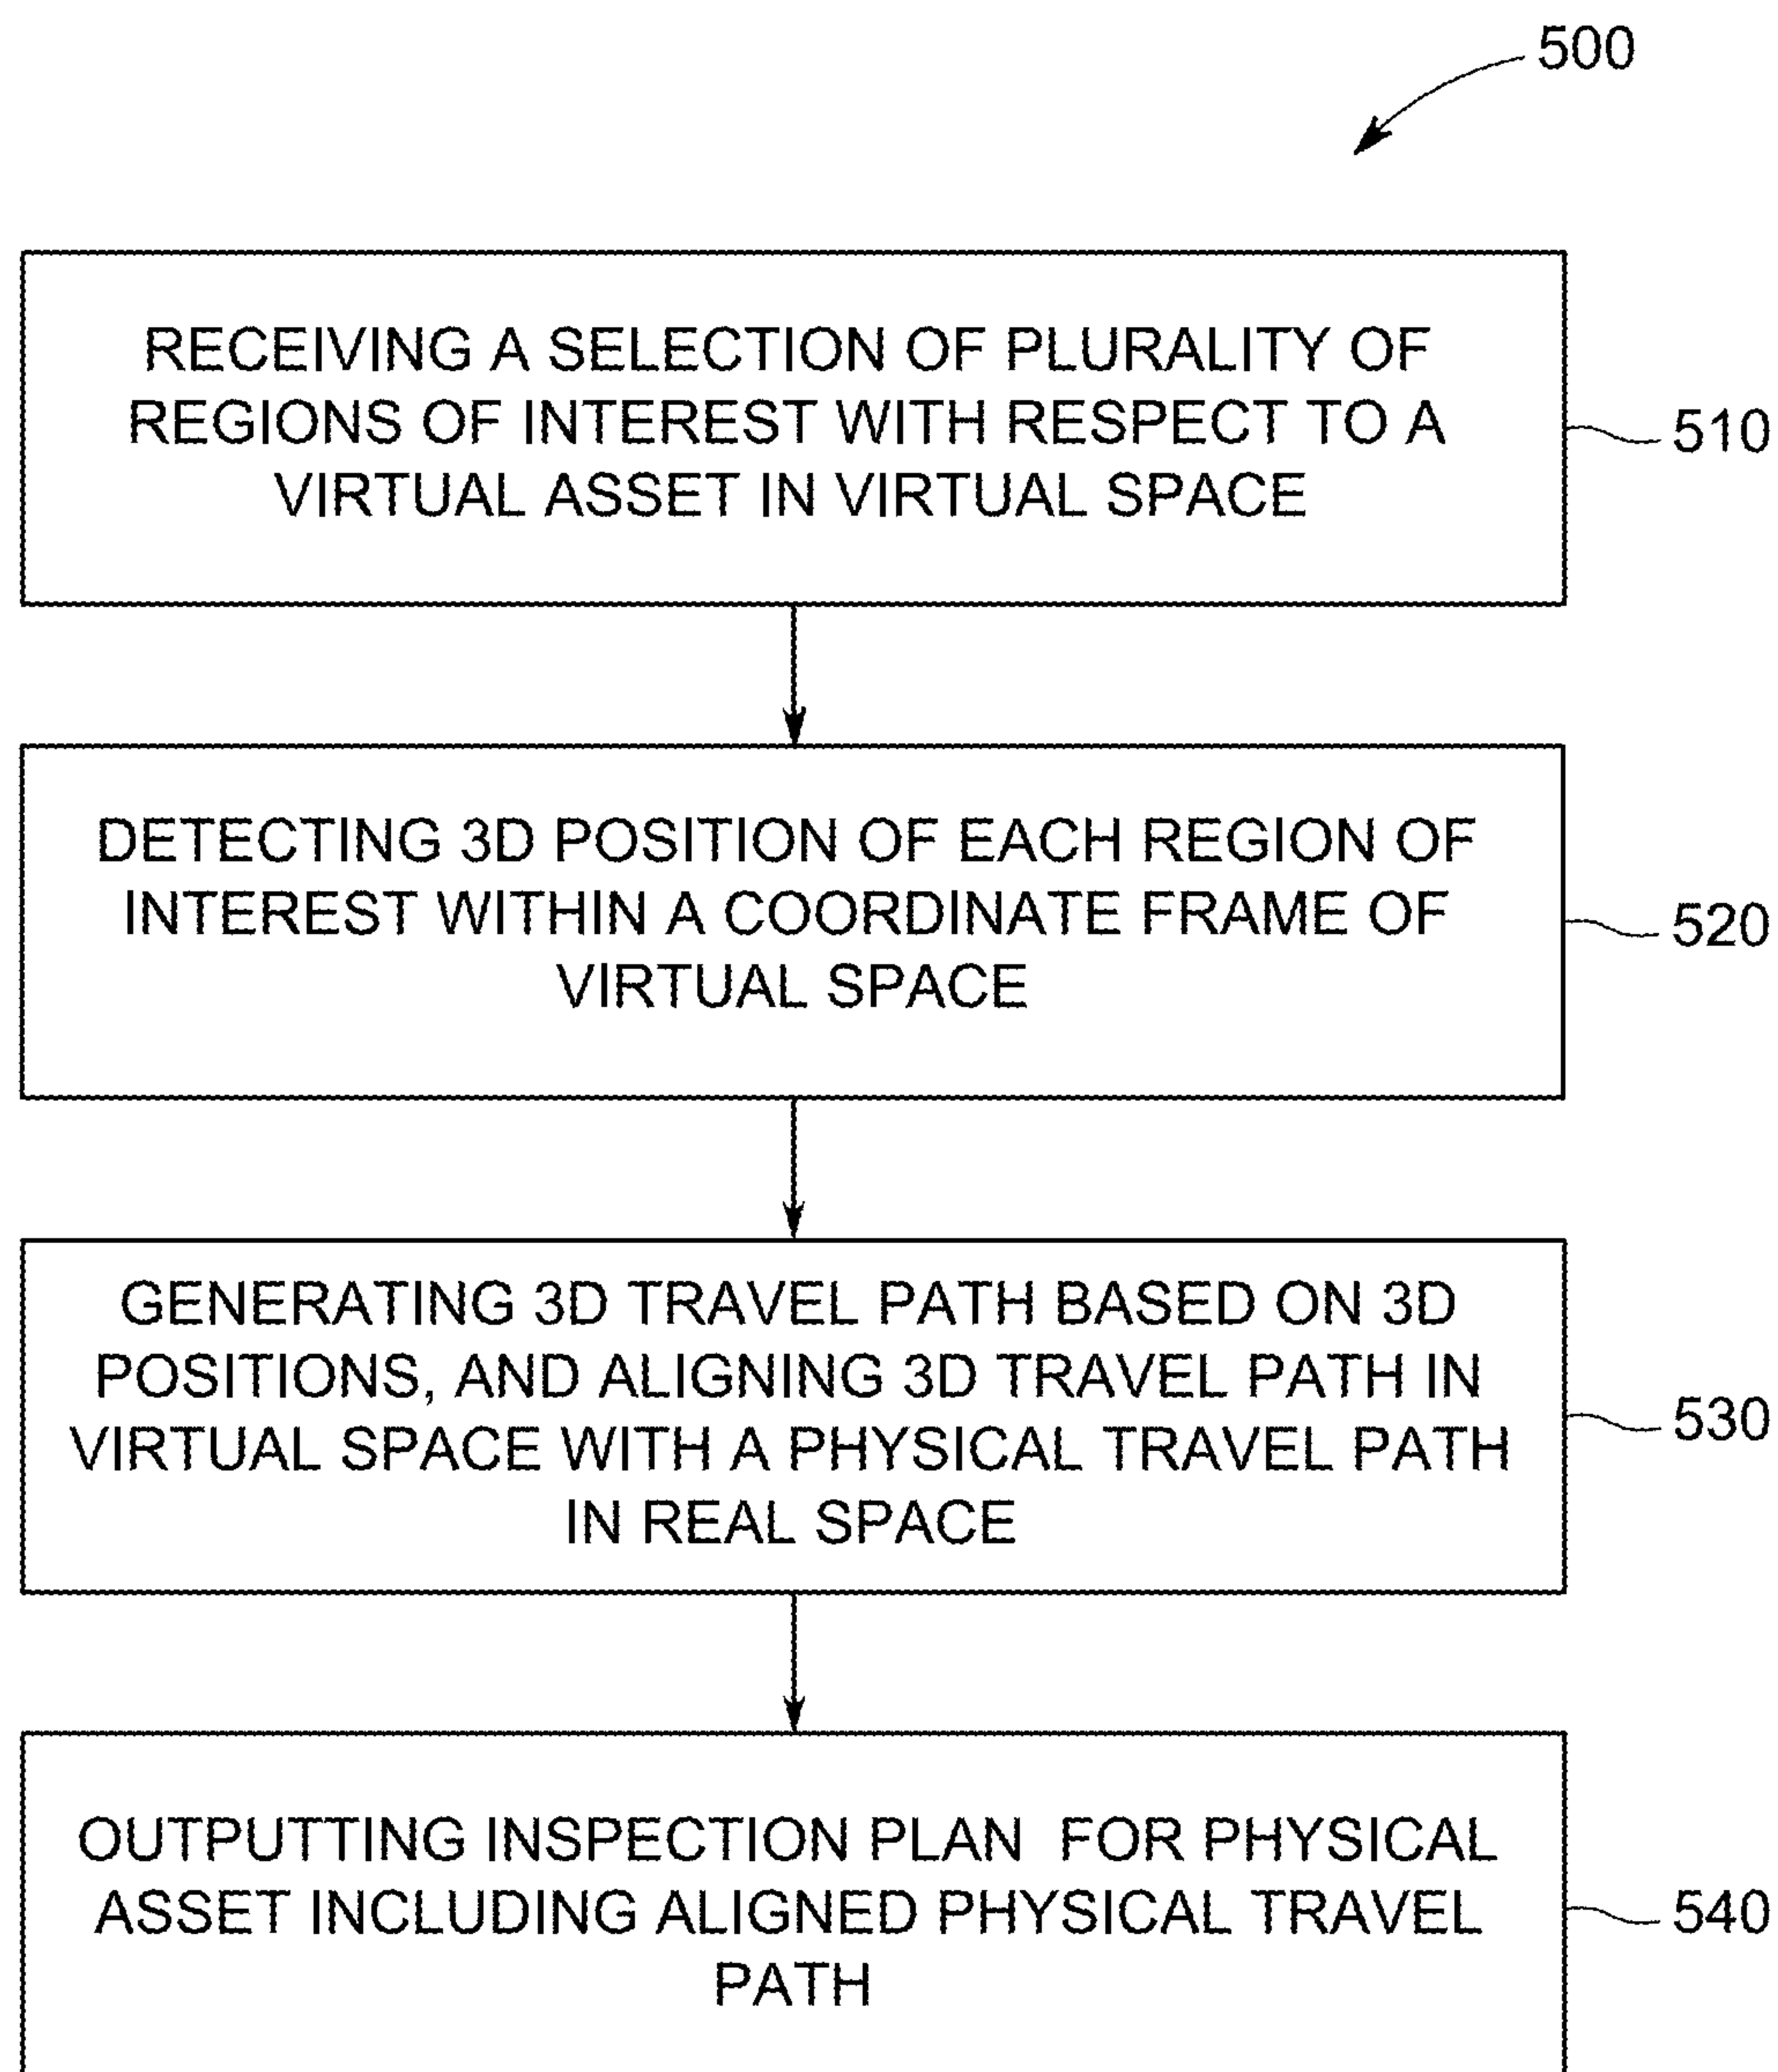 500
RECEIVING A SELECTION OF PLURALITY OF
REGIONS OF INTEREST WITH RESPECT TO A
VIRTUAL ASSET IN VIRTUAL SPACE
510
DETECTING 3D POSITION OF EACH REGION OF
INTEREST WITHIN A COORDINATE FRAME OF
VIRTUAL SPACE
520
GENERATING 3D TRAVEL PATH BASED ON 3D
POSITIONS, AND ALIGNING 3D TRAVEL PATH IN
VIRTUAL SPACE WITH A PHYSICAL TRAVEL PATH
IN REAL SPACE
530
OUTPUTTING INSPECTION PLAN FOR PHYSICAL
ASSET INCLUDING ALIGNED PHYSICAL TRAVEL
PATH
540